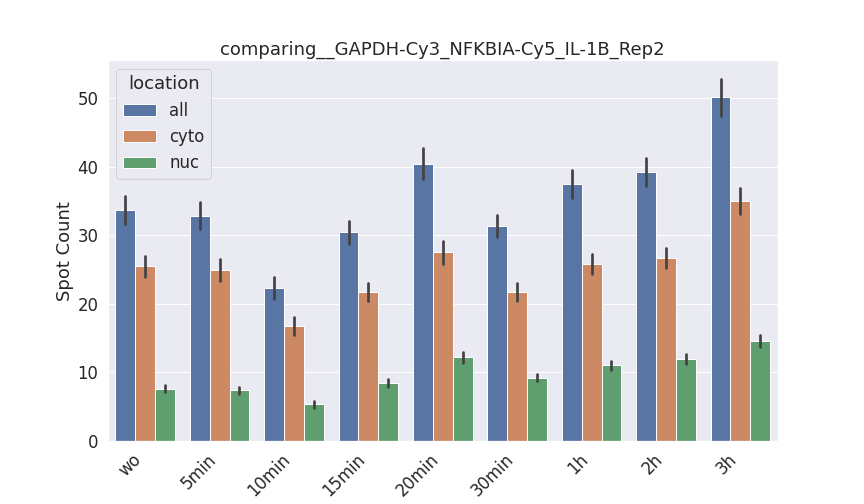 comparing__GAPDH-Cy3_NFKBIA-Cy5_IL-1B_Rep2
location
all
cyto
nuc
Spot Count
50
40
30
20
10
0
wo
5min
10min
15min
20min
30min
1h
2h
3h